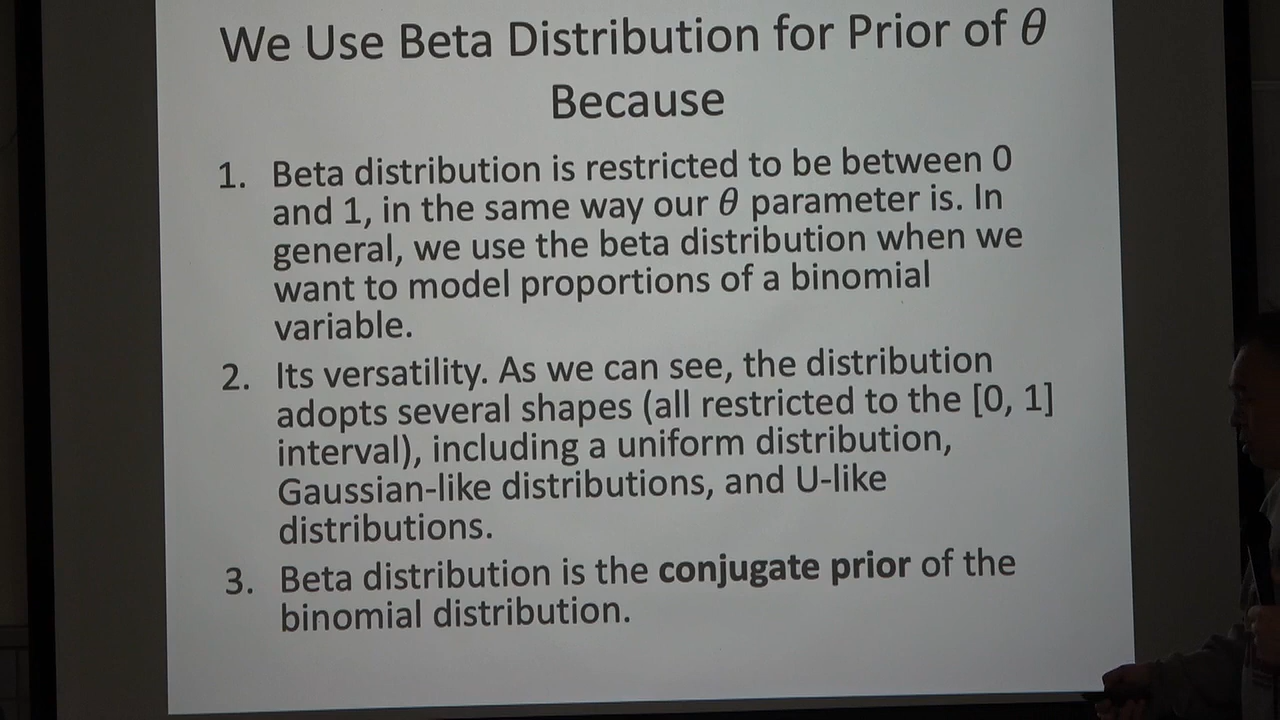 We Use Beta Distribution for Prior of θ
Because
1. Beta distribution is restricted to be between 0
and 1, in the same way our θ parameter is. In
general, we use the beta distribution when we
want to model proportions of a binomial
variable.
2. Its versatility. As we can see, the distribution
adopts several shapes (all restricted to the [0, 1]
interval), including a uniform distribution,
Gaussian-like distributions, and U-like
distributions.
3. Beta distribution is the conjugate prior of the
binomial distribution.